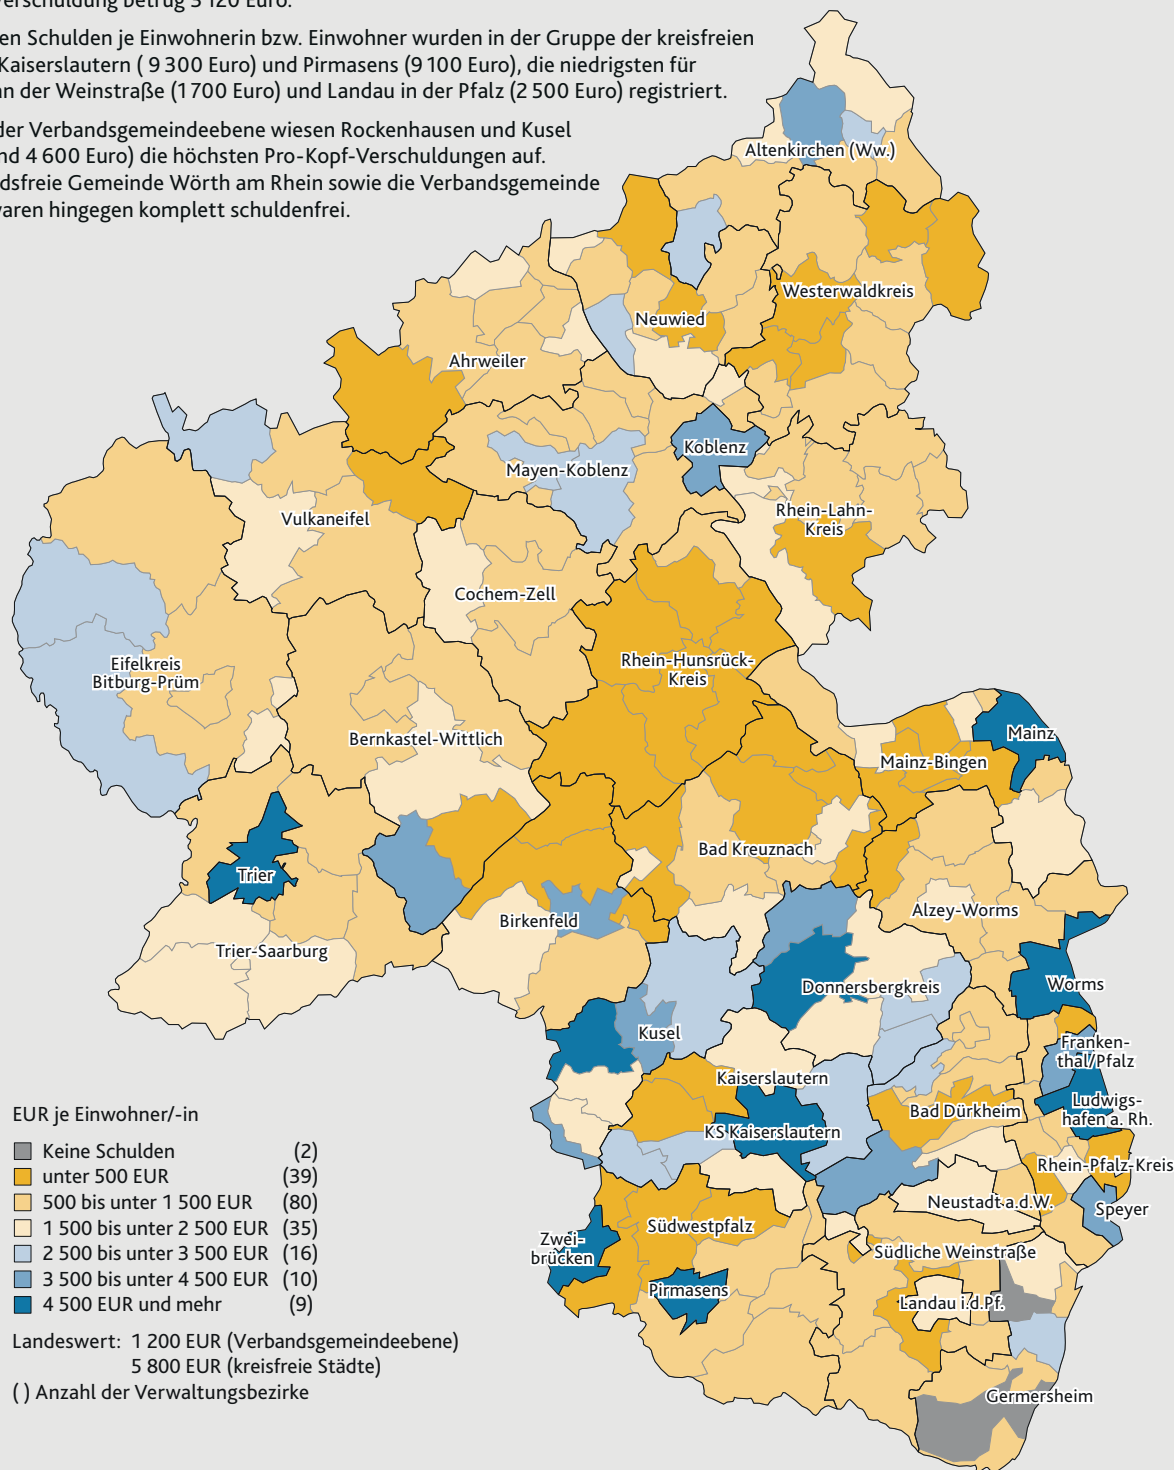 verschuldung betrug 3 120 Euro.
en Schulden je Einwohnerin bzw. Einwohner wurden in der Gruppe der kreisfreien
Kaiserslautern ( 9 300 Euro) und Pirmasens (9 100 Euro), die niedrigsten für
an der Weinstraße (1 700 Euro) und Landau in der Pfalz (2 500 Euro) registriert.
der Verbandsgemeindeebene wiesen Rockenhausen und Kusel
nd 4 600 Euro) die höchsten Pro-Kopf-Verschuldungen auf.
dsfreie Gemeinde Wörth am Rhein sowie die Verbandsgemeinde
waren hingegen komplett schuldenfrei.
Altenkirchen (Ww.)
Westerwaldkreis
Neuwied
Ahrweiler
Koblenz
Mayen-Koblenz
Rhein-Lahn-
Kreis
Vulkaneifel
Cochem-Zell
Rhein-Hunsrück-
Kreis
Eifelkreis
Bitburg-Prüm
Bernkastel-Wittlich
Mainz
Mainz-Bingen
Bad Kreuznach
Trier
Birkenfeld
Alzey-Worms
Trier-Saarburg
Donnersbergkreis
Worms
Kusel
Franken-
thal/Pfalz
Kaiserslautern
Ludwigs-
hafen a. Rh.
Bad Dürkheim
KS Kaiserslautern
Rhein-Pfalz-Kreis
Neustadt a.d.W.
Speyer
Südwestpfalz
Zwei-
brücken
Südliche Weinstraße
Pirmasens
Landau i.d.Pf.
Germersheim
EUR je Einwohner/-in
Keine Schulden (2)
unter 500 EUR (39)
500 bis unter 1 500 EUR (80)
1 500 bis unter 2 500 EUR (35)
2 500 bis unter 3 500 EUR (16)
3 500 bis unter 4 500 EUR (10)
4 500 EUR und mehr (9)
Landeswert: 1 200 EUR (Verbandsgemeindeebene)
5 800 EUR (kreisfreie Städte)
( ) Anzahl der Verwaltungsbezirke